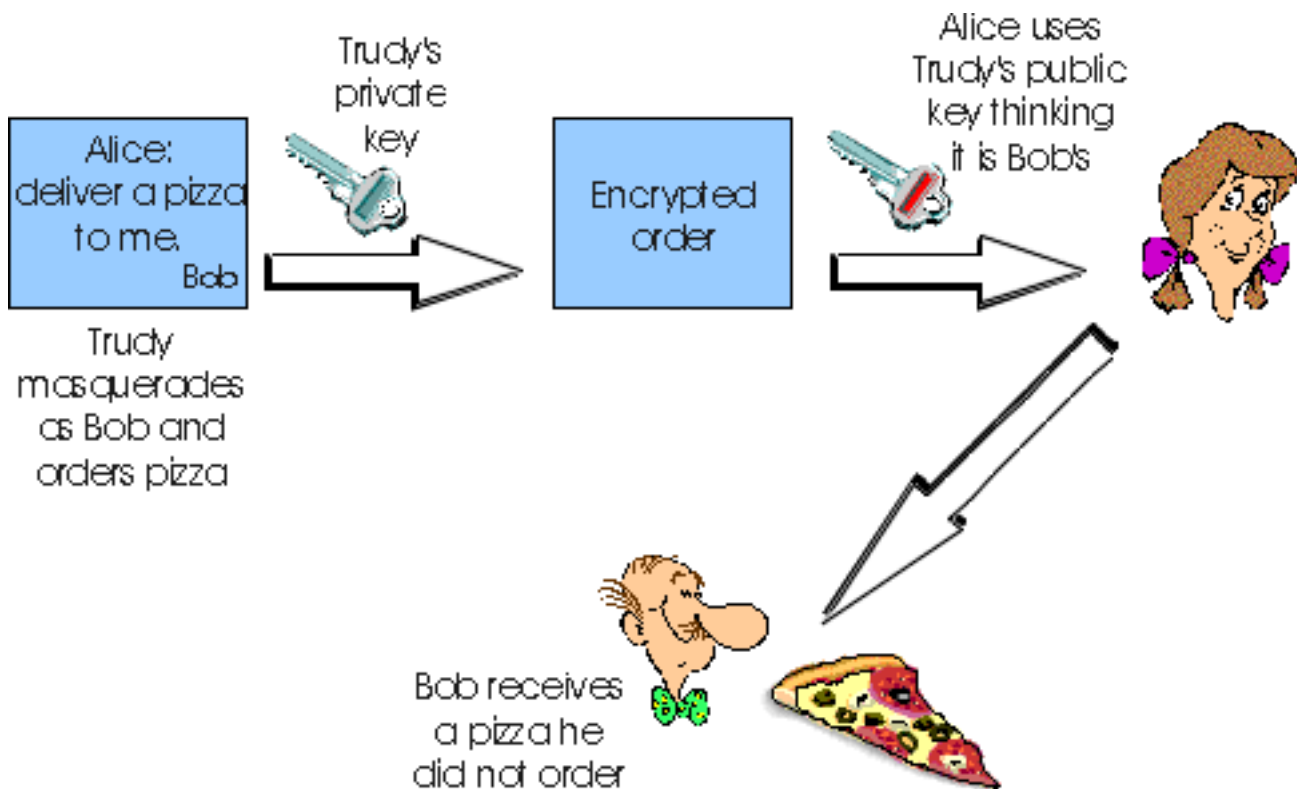 Trudy's
private
key
Alice uses
Trudy's public
key thinking
it is Bob's
Alice:
deliver a pizza
to me.
Bob
Encrypted
order
Trudy
masquerades
as Bob and
orders pizza
Bob receives
a pizza he
did not order